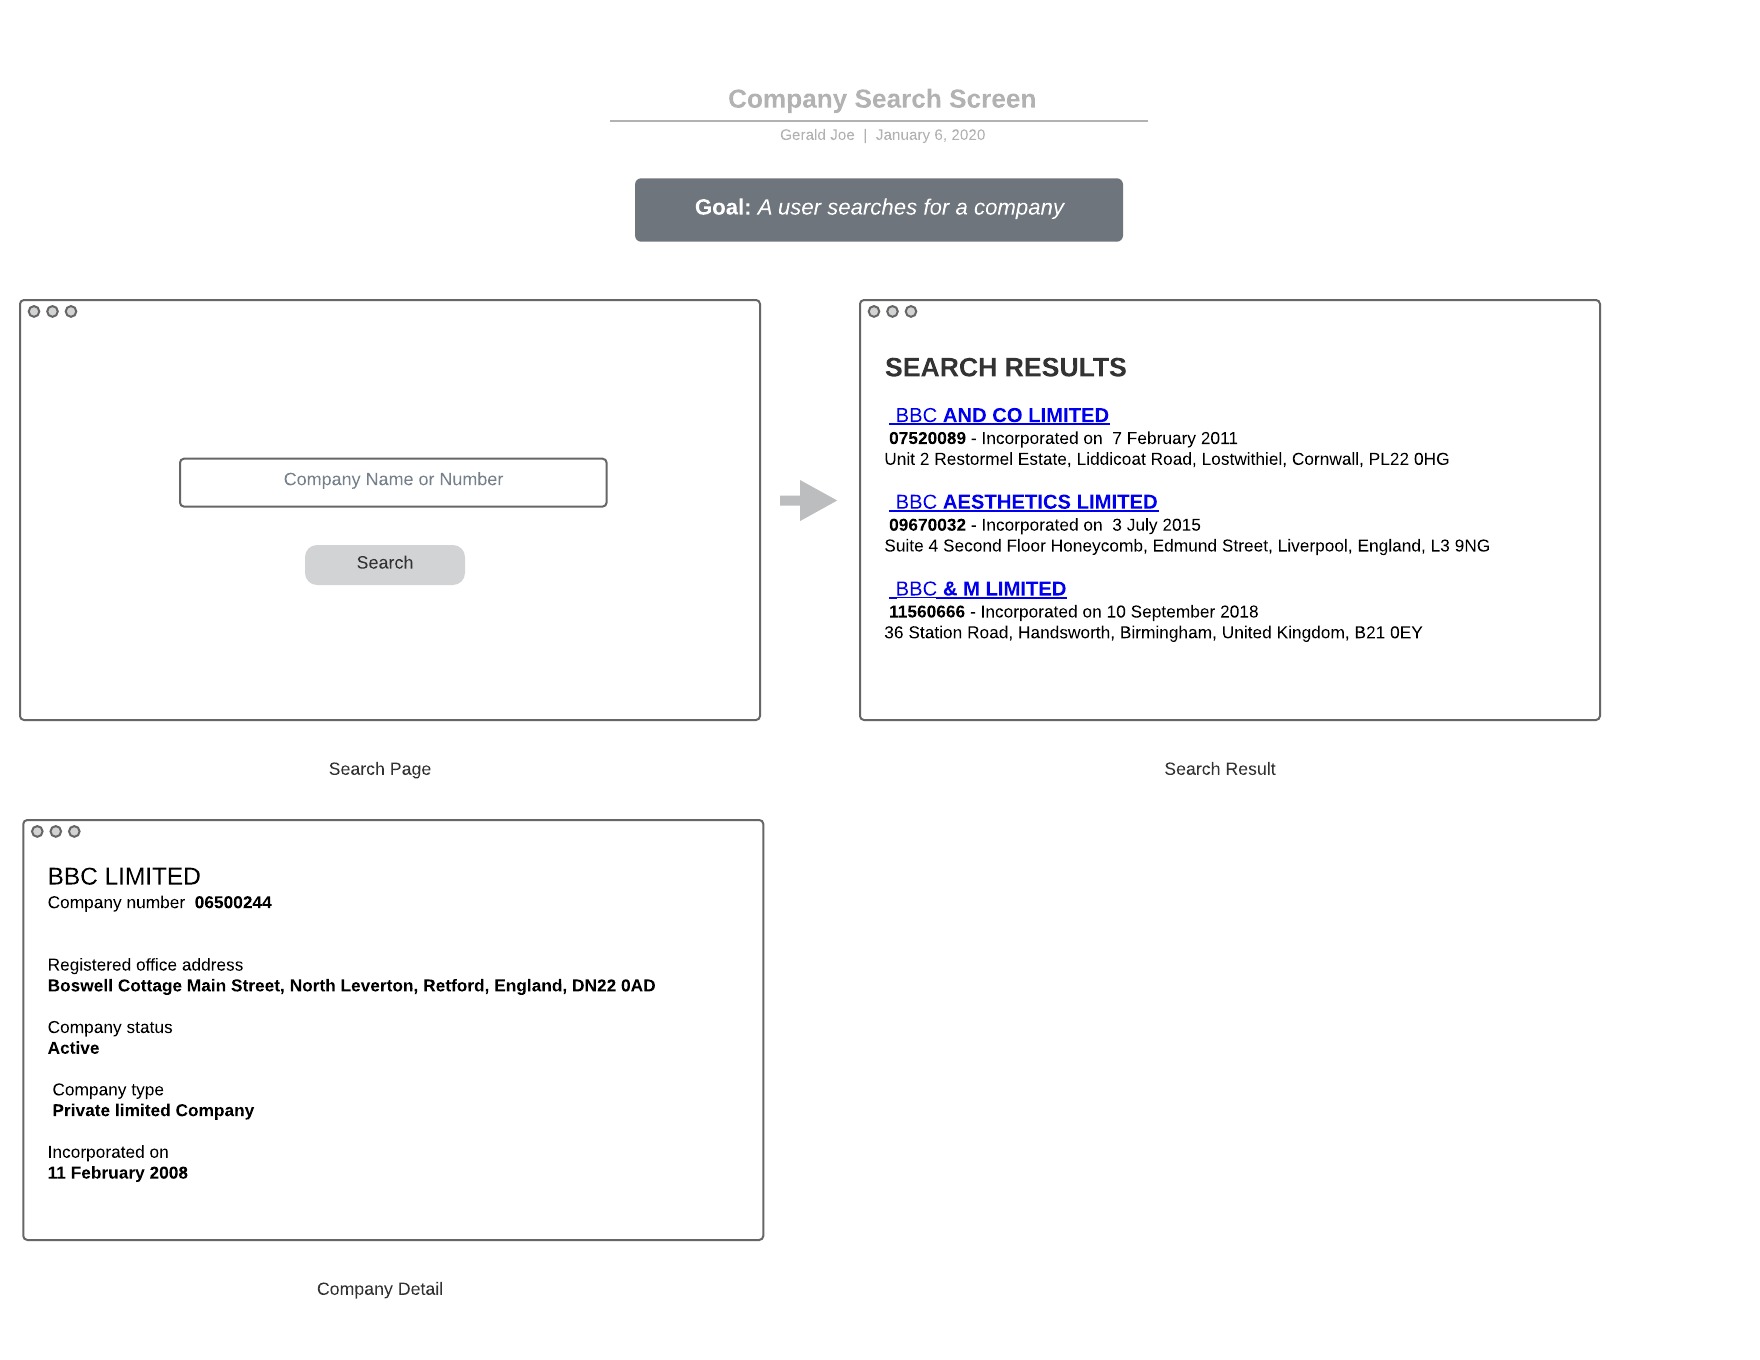 Company Search Screen
Gerald Joe | January 6, 2020
Goal: A user searches for a company
Company Name or Number
Search
Search Page
SEARCH RESULTS
BBC AND CO LIMITED
07520089 - Incorporated on 7 February 2011
Unit 2 Restormel Estate, Liddicoat Road, Lostwithiel, Cornwall, PL22 0HG
BBC AESTHETICS LIMITED
09670032 - Incorporated on 3 July 2015
Suite 4 Second Floor Honeycomb, Edmund Street, Liverpool, England, L3 9NG
BBC & M LIMITED
11560666 - Incorporated on 10 September 2018
36 Station Road, Handsworth, Birmingham, United Kingdom, B21 0EY
Search Result
BBC LIMITED
Company number 06500244
Registered office address
Boswell Cottage Main Street, North Leverton, Retford, England, DN22 0AD
Company status
Active
Company type
Private limited Company
Incorporated on
11 February 2008
Company Detail